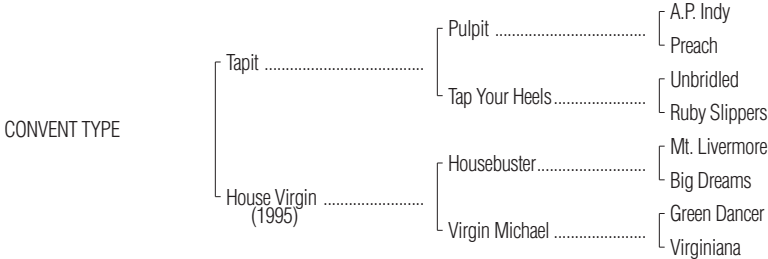 A.P. Indy
Pulpit ......................................
Preach
Tapit ........................................
Unbridled
Tap Your Heels.......................
Ruby Slippers
CONVENT TYPE
Mt. Livermore
Housebuster...........................
Big Dreams
House Virgin .........................
(1995)
Green Dancer
Virgin Michael .......................
Virginiana